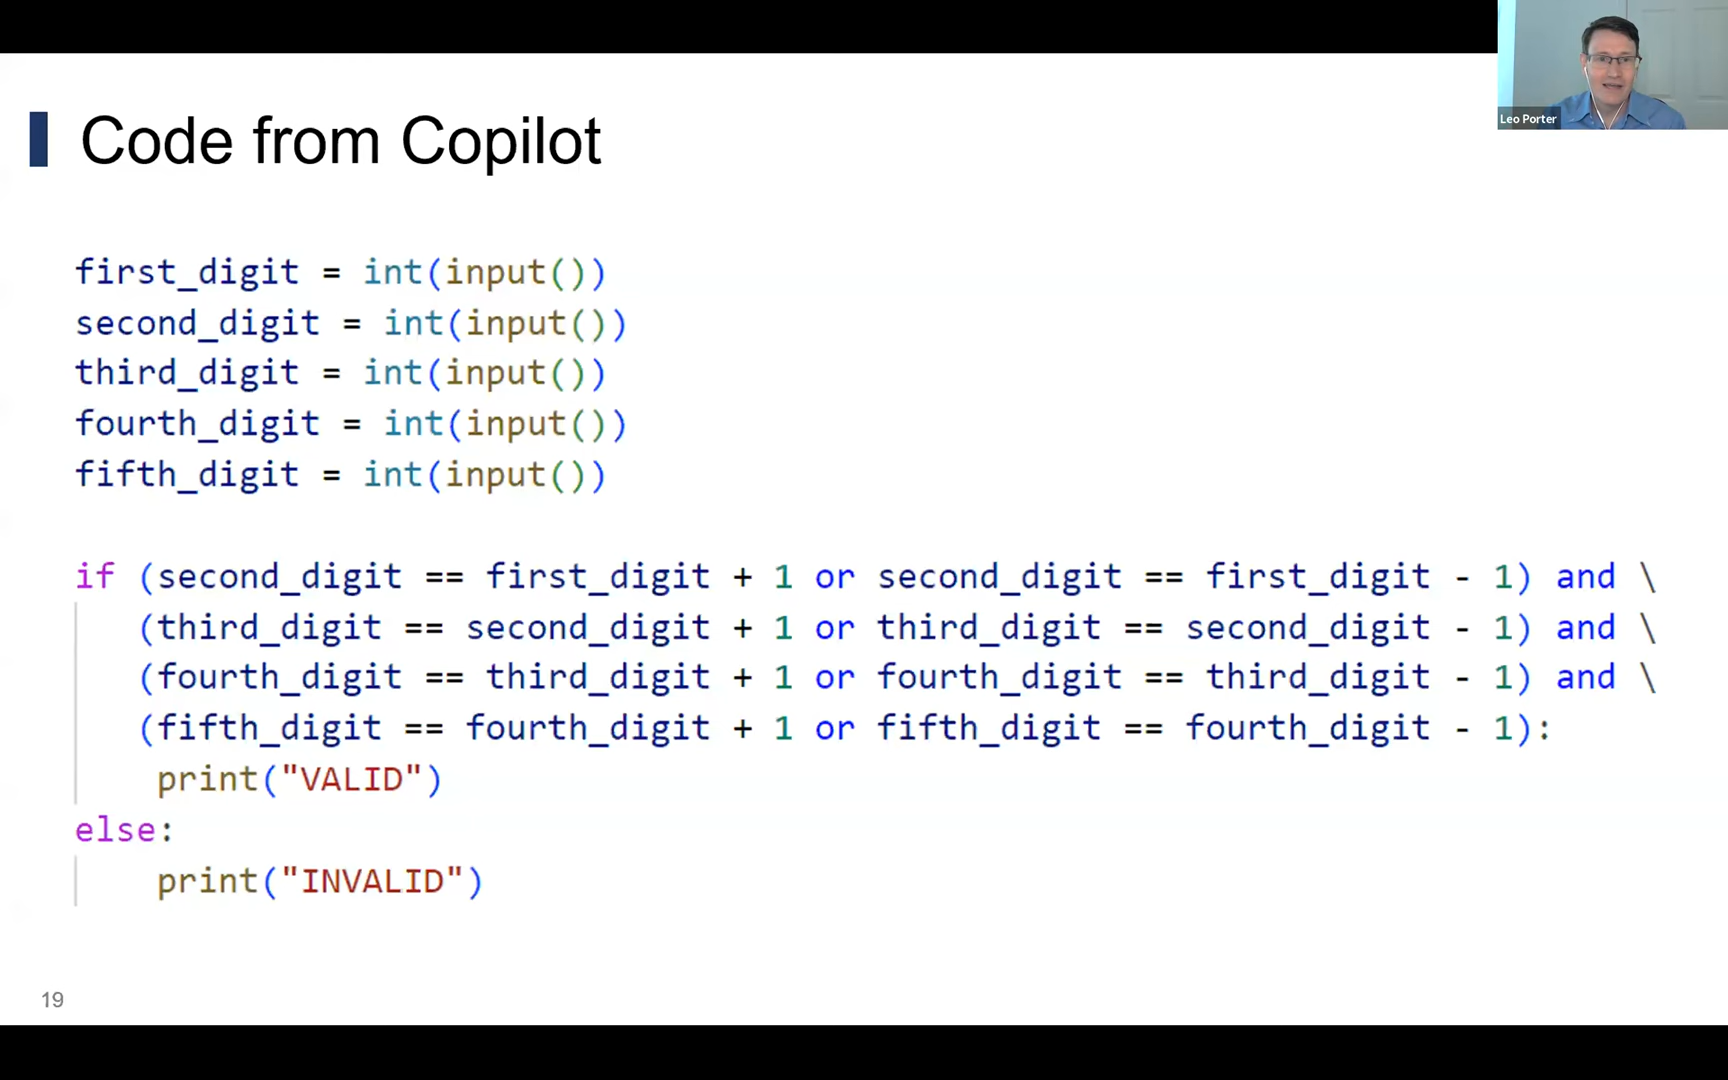 Leo Porter
Code from Copilot
first_digit = int(input())
second_digit = int(input())
third_digit = int(input())
fourth_digit = int(input())
fifth_digit = int(input())
if (second_digit == first_digit + 1 or second_digit == first_digit - 1) and \
(third_digit == second_digit + 1 or third_digit == second_digit - 1) and \
(fourth_digit == third_digit + 1 or fourth_digit == third_digit - 1) and \
(fifth_digit == fourth_digit + 1 or fifth_digit == fourth_digit - 1):
print("VALID")
else:
print("INVALID")
19